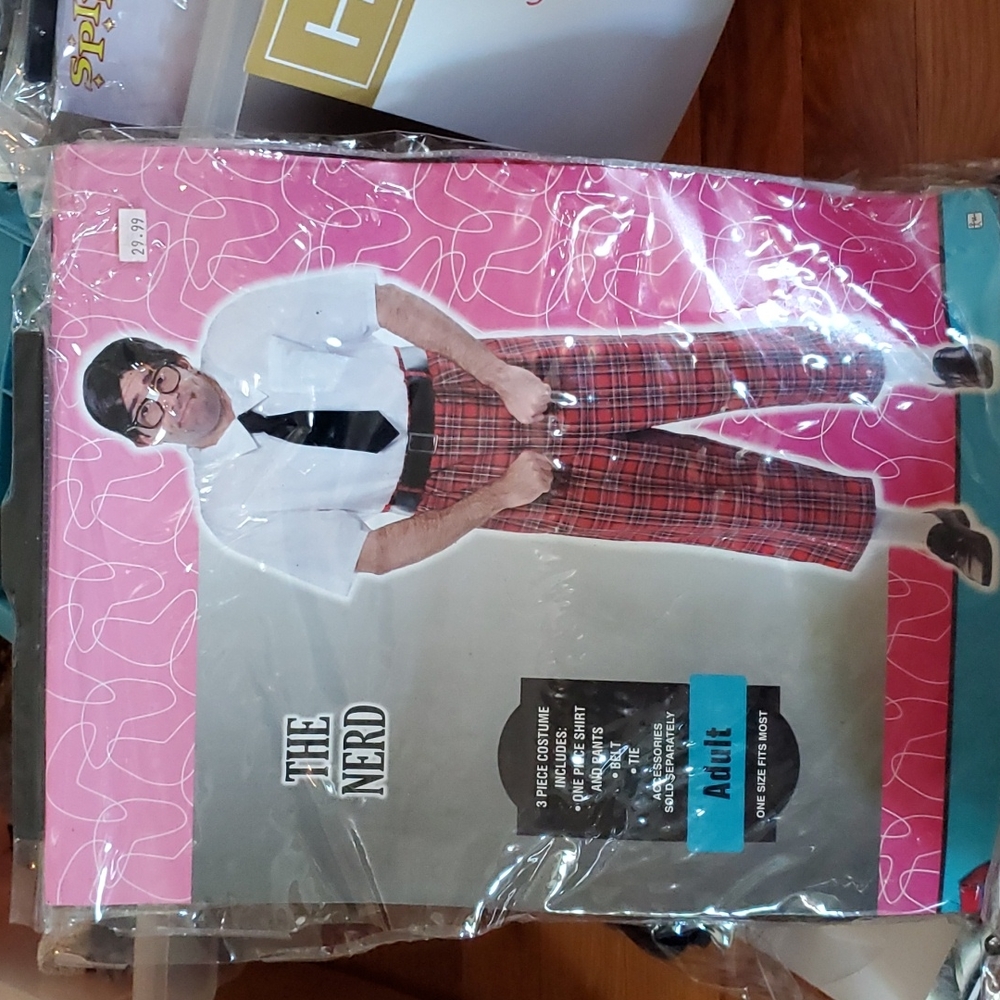 29.99
THE
NERD
3 PIECE COSTUME
INCLUDES:
• ONE PIECE SHIRT
AND PANTS
• BELT
• TIE
ACCESSORIES
SOLD SEPARATELY
Adult
ONE SIZE FITS MOST
H